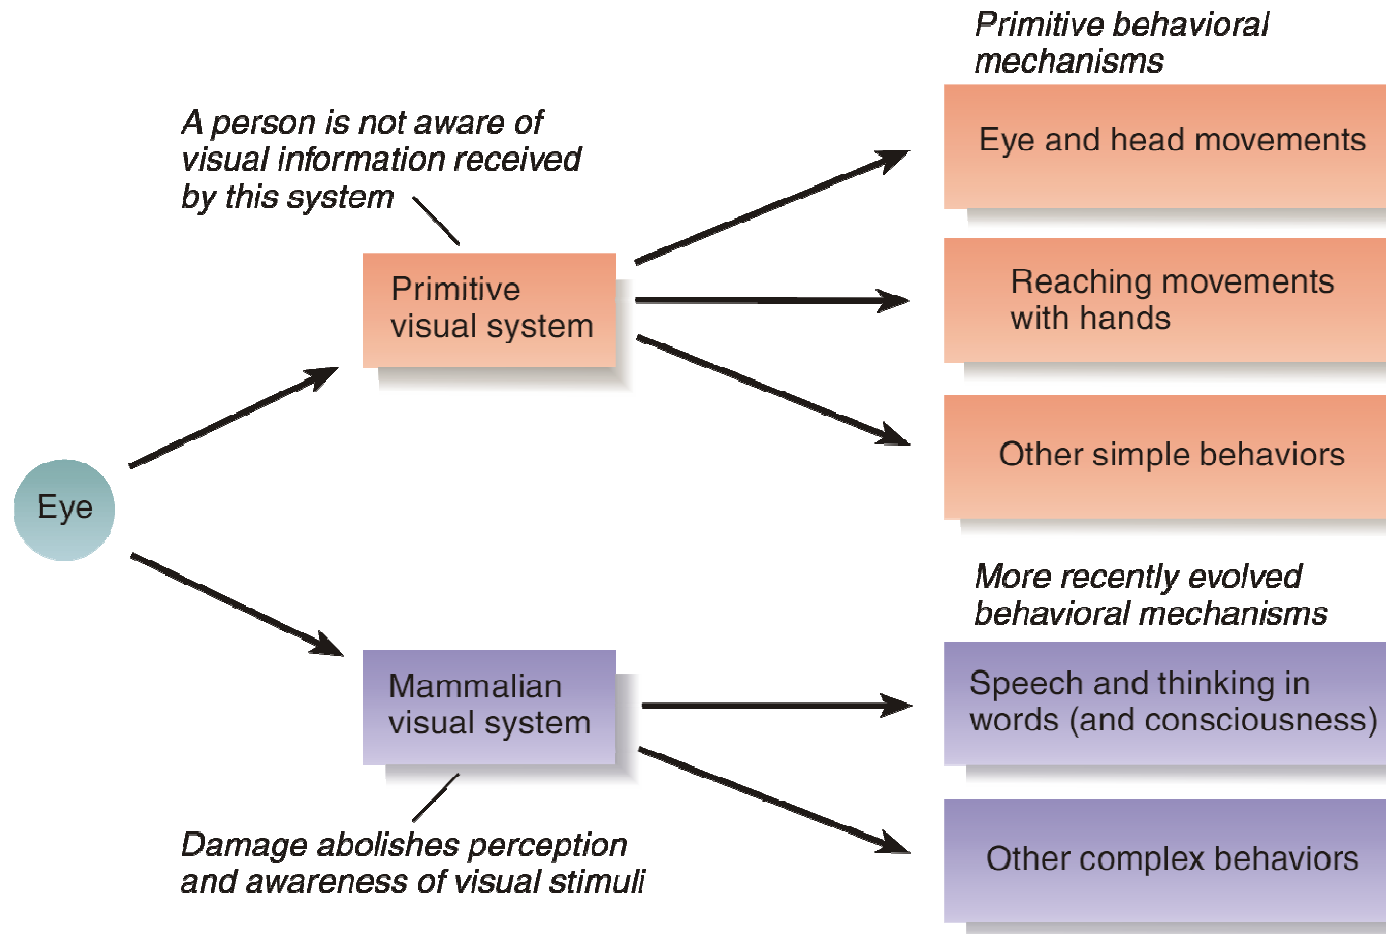 Primitive behavioral
mechanisms
A person is not aware of
visual information received
by this system
Eye and head movements
Primitive
visual system
Reaching movements
with hands
Other simple behaviors
Eye
More recently evolved
behavioral mechanisms
Mammalian
visual system
Speech and thinking in
words (and consciousness)
Damage abolishes perception
and awareness of visual stimuli
Other complex behaviors